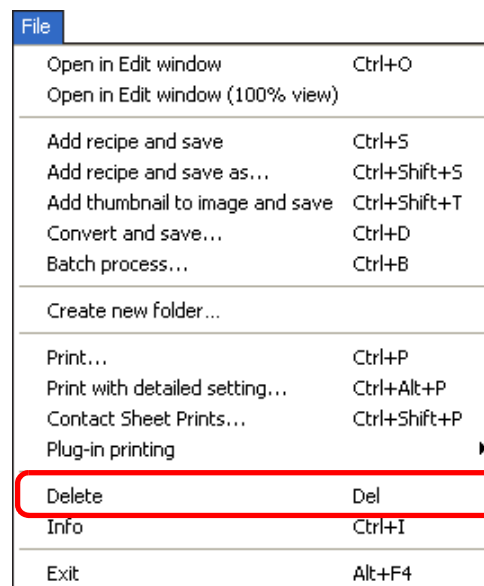 File
Open in Edit window Ctrl+O
Open in Edit window (100% view)
Add recipe and save Ctrl+S
Add recipe and save as... Ctrl+Shift+S
Add thumbnail to image and save Ctrl+Shift+T
Convert and save... Ctrl+D
Batch process... Ctrl+B
Create new folder...
Print... Ctrl+P
Print with detailed setting... Ctrl+Alt+P
Contact Sheet Prints... Ctrl+Shift+P
Plug-in printing
Delete Del
Info Ctrl+I
Exit Alt+F4